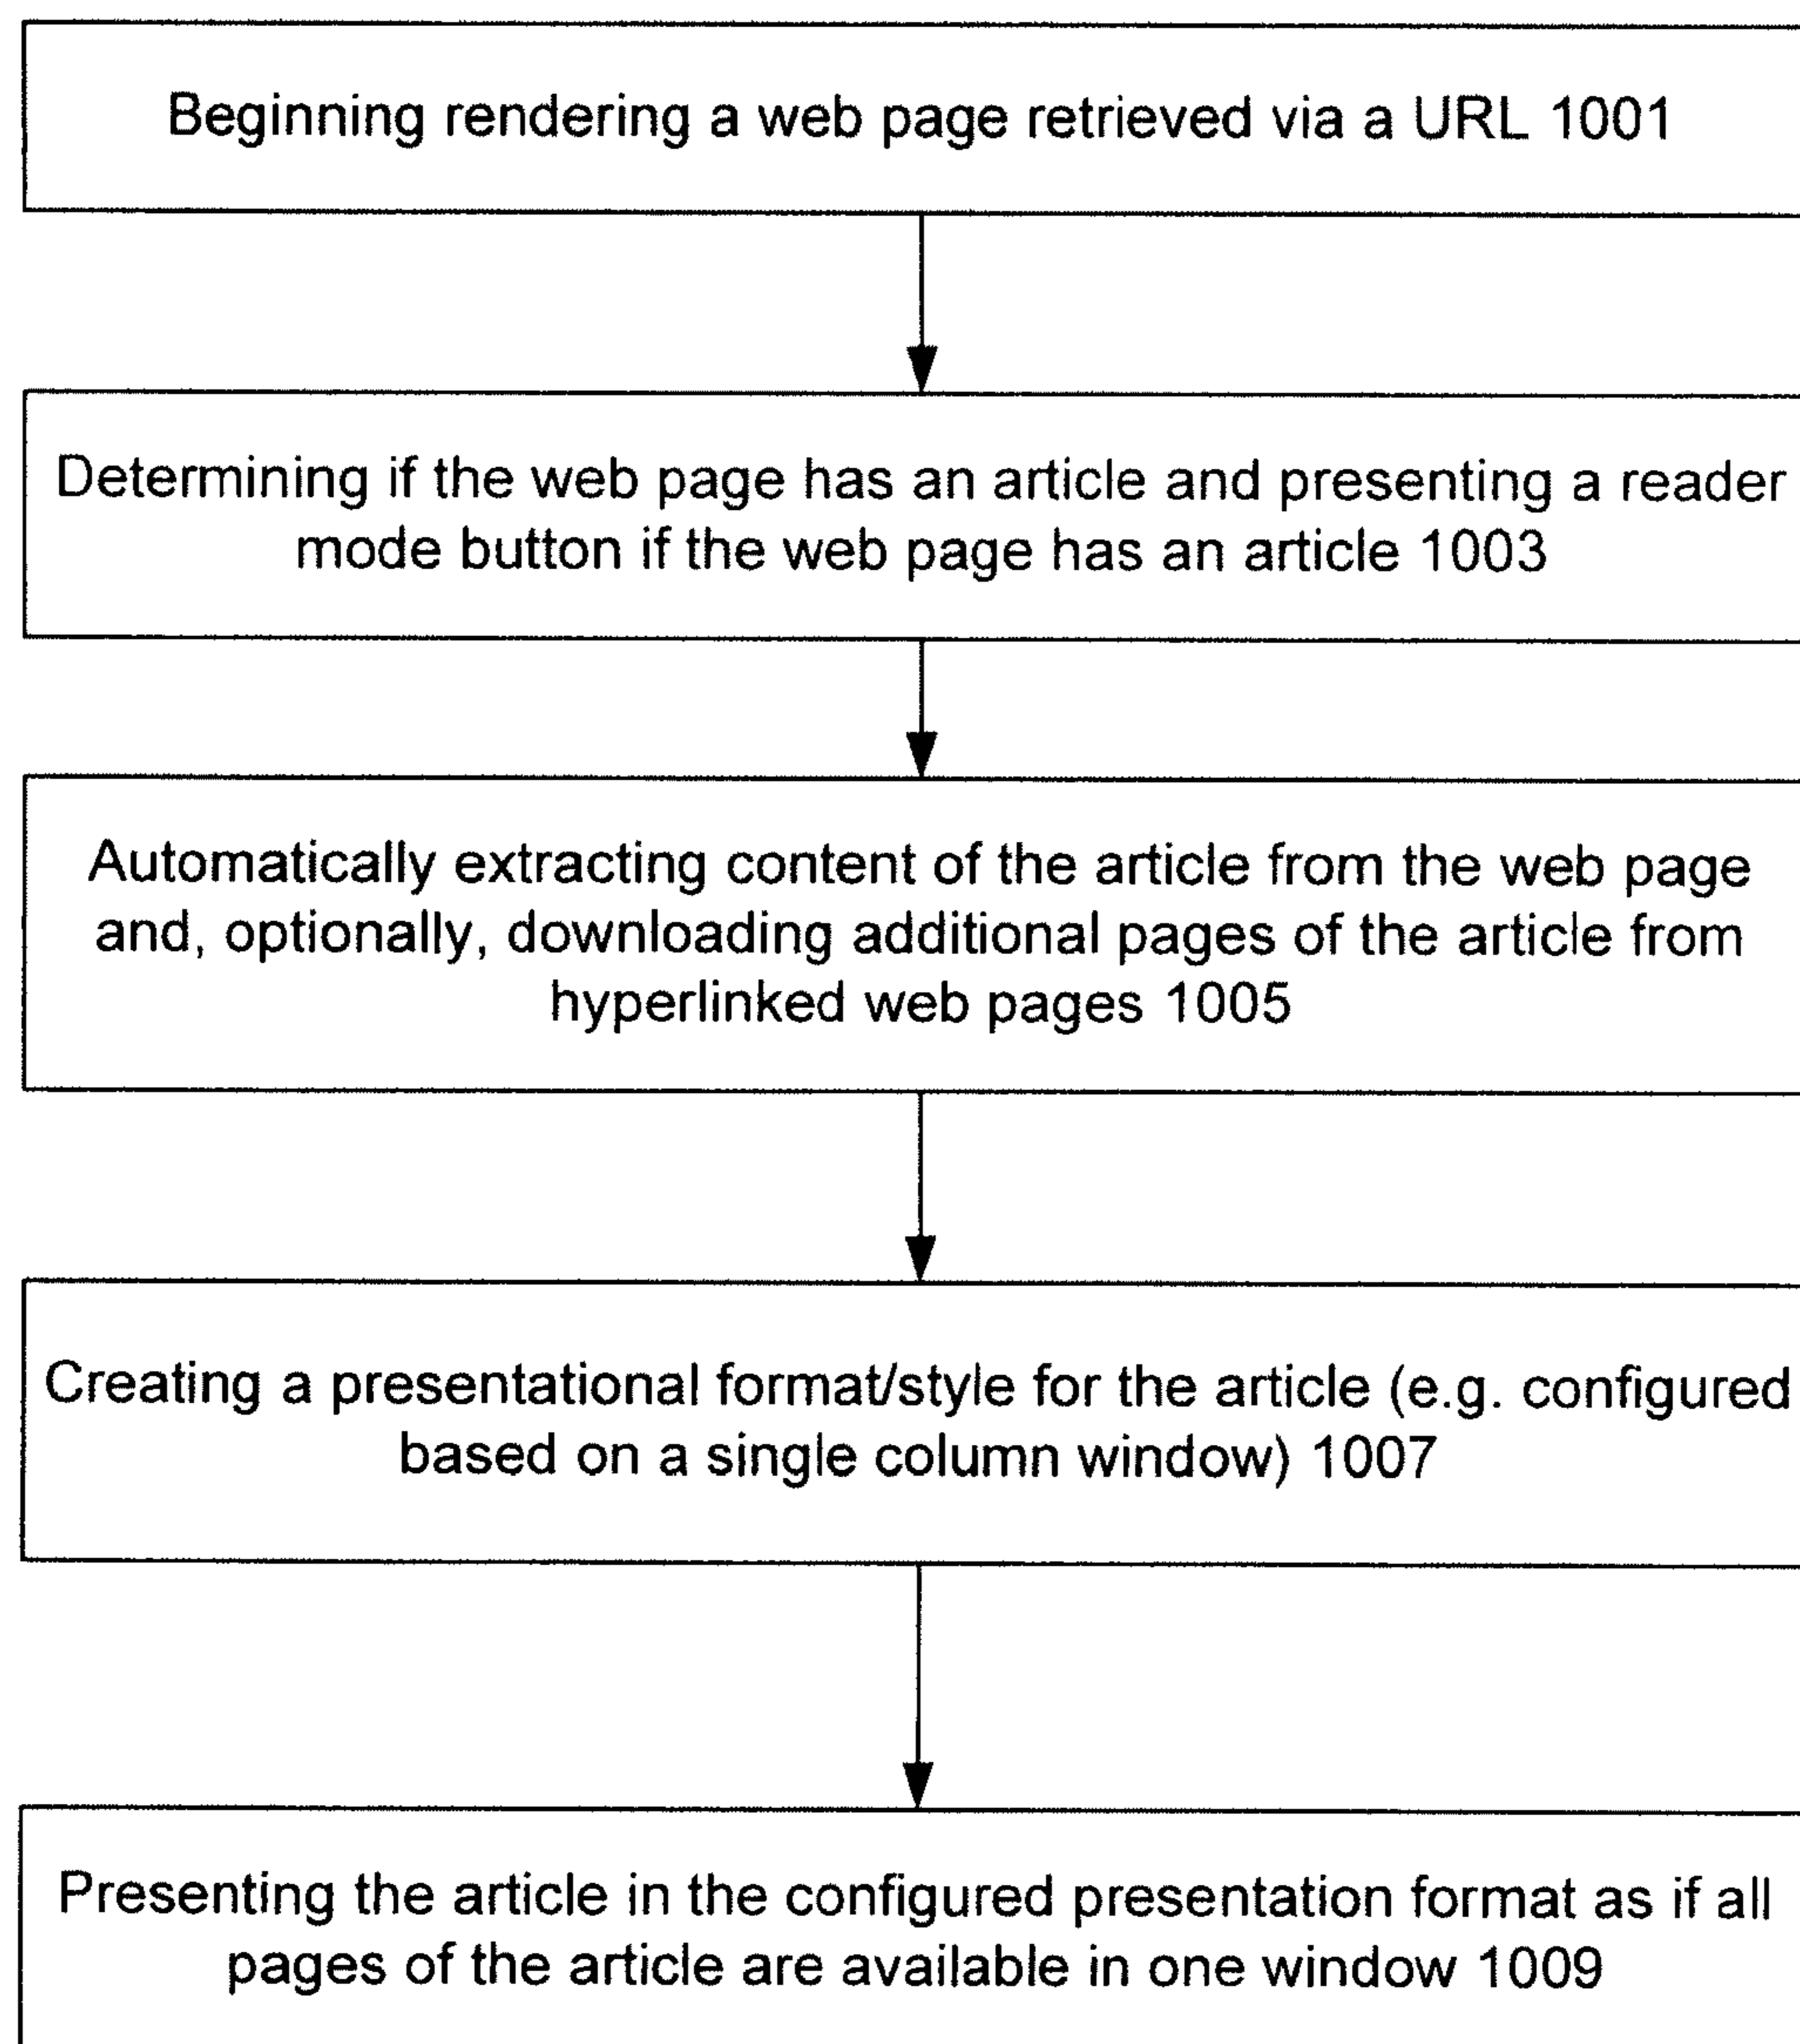 Beginning rendering a web page retrieved via a URL 1001
Determining if the web page has an article and presenting a reader
mode button if the web page has an article 1003
Automatically extracting content of the article from the web page
and, optionally, downloading additional pages of the article from
hyperlinked web pages 1005
Creating a presentational format/style for the article (e.g. configured
based on a single column window) 1007
Presenting the article in the configured presentation format as if all
pages of the article are available in one window 1009